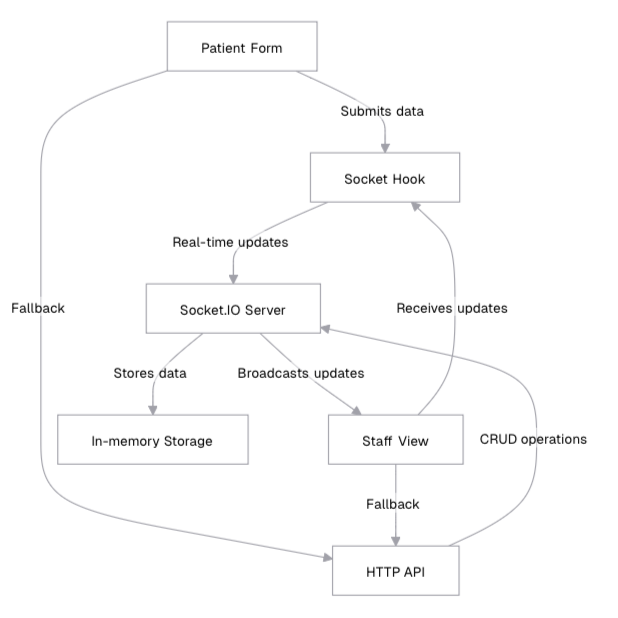 Patient Form
Submits data
Socket Hook
Real-time updates
Socket.IO Server
Fallback
Receives updates
Stores data
Broadcasts updates
In-memory Storage
Staff View
CRUD operations
Fallback
HTTP API